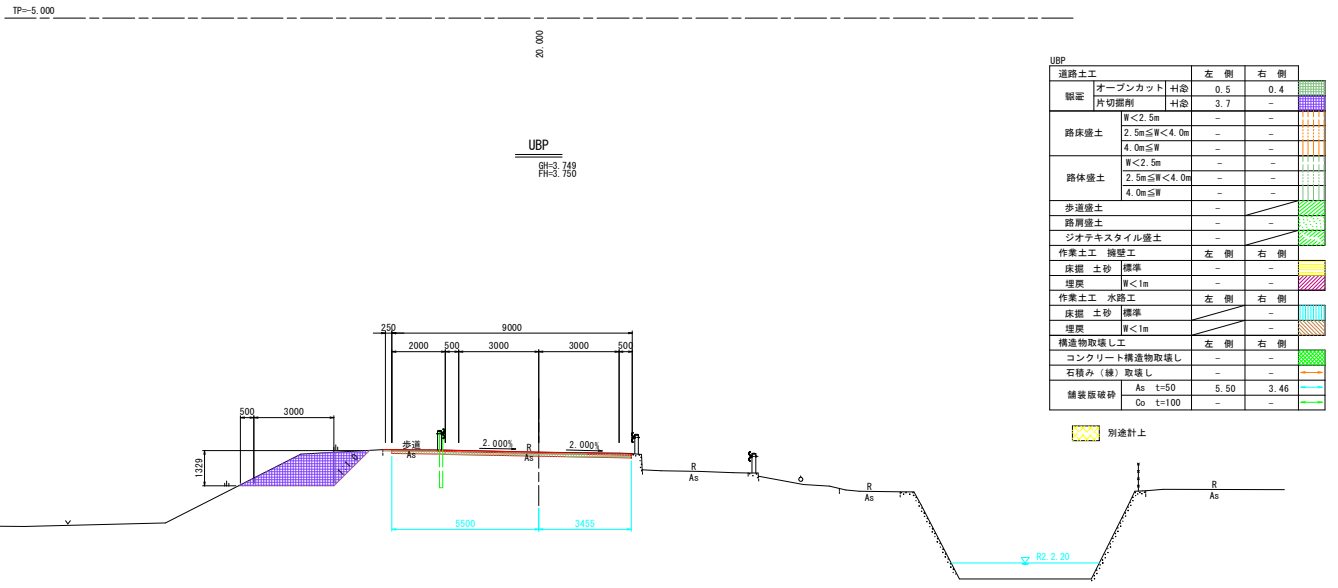 TP=-5.000
20.000
UBP
GH=3.749
FH=3.750
250
9000
2000
500
3000
3000
500
500
3000
1329
1:1.0
歩道
As
2.000%
R
As
2.000%
5500
3455
R
As
R
As
R
As
R2.2.20
UBP
道路土工 左 側 右 側
オープンカット 0.5 0.4
片切掘削 3.7 -
路床盛土 W<2.5m - -
2.5m≦W<4.0m - -
4.0m≦W - -
路体盛土 W<2.5m - -
2.5m≦W<4.0m - -
4.0m≦W - -
歩道盛土 -
路肩盛土 - -
ジオテキスタイル盛土 -
作業土工 擁壁工 左 側 右 側
床掘 土砂 標準 - -
埋戻 W<1m - -
作業土工 水路工 左 側 右 側
床掘 土砂 標準 -
埋戻 W<1m -
構造物取壊し工 左 側 右 側
コンクリート構造物取壊し - -
石積み（練）取壊し - -
舗装版破砕 As t=50 5.50 3.46
Co t=100 - -
別途計上